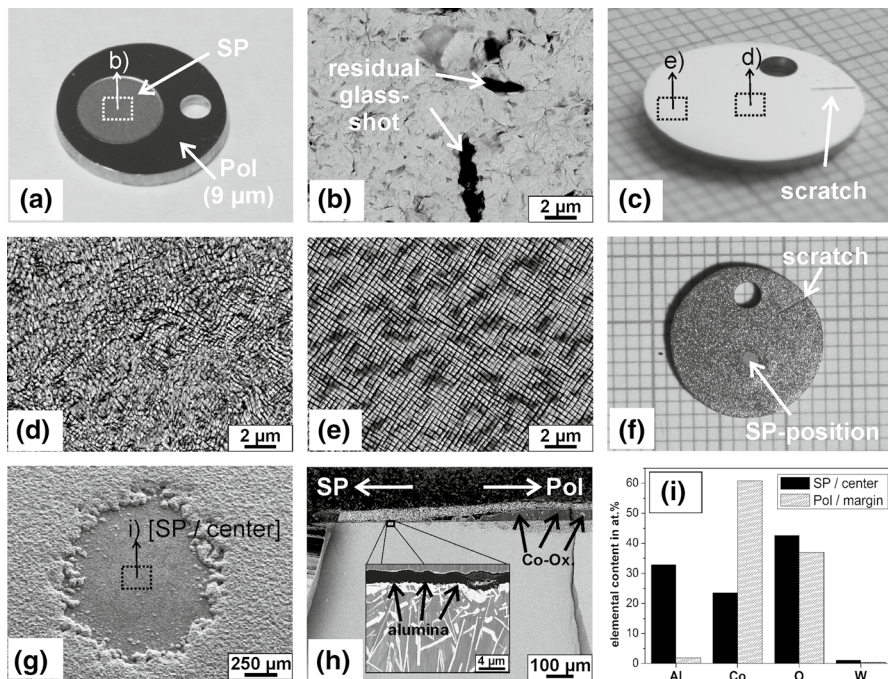 b)
SP
Pol
(9 µm)
(a)
residual
glass-
shot
(b)
2 µm
e)
d)
scratch
(c)
(d)
2 µm
(e)
2 µm
scratch
SP-position
(f)
i) [SP / center]
(g)
250 µm
SP
Pol
Co-Ox.
alumina
4 µm
(h)
100 µm
(i)
SP / center
Pol / margin
elemental content in at.%
60
50
40
30
20
10
0
Al
Co
O
W